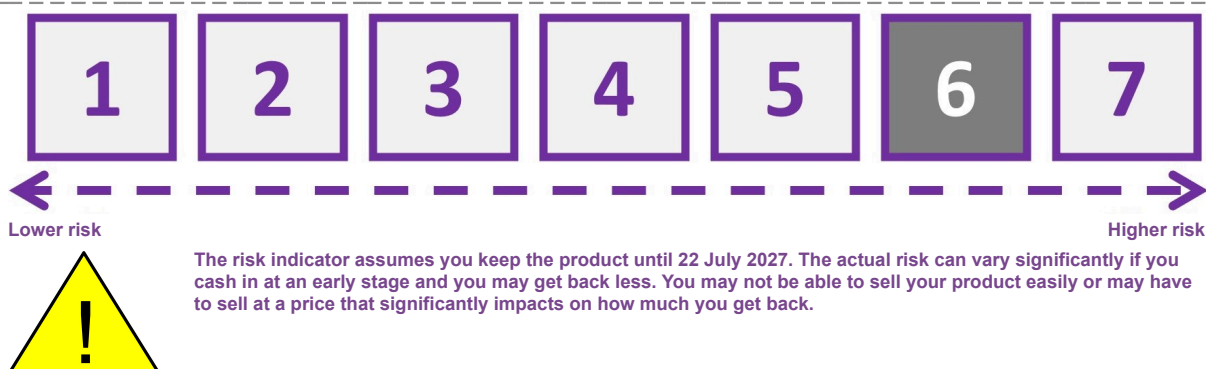 1 2 3 4 5 6 7
Lower risk Higher risk
The risk indicator assumes you keep the product until 22 July 2027. The actual risk can vary significantly if you
cash in at an early stage and you may get back less. You may not be able to sell your product easily or may have
to sell at a price that significantly impacts on how much you get back.
!